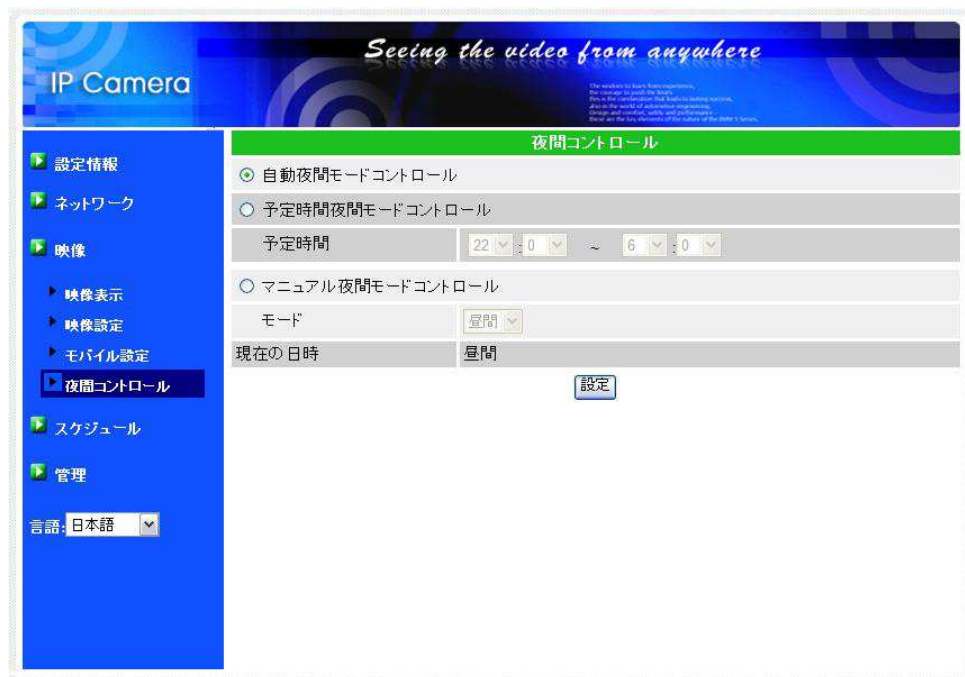 Seeing the video from anywhere
IP Camera
夜間コントロール
設定情報
ネットワーク
映像
映像表示
映像設定
モバイル設定
夜間コントロール
スケジュール
管理
言語: 日本語
自動夜間モードコントロール
予定時間夜間モードコントロール
予定時間 22 : 0 ~ 6 : 0
マニュアル夜間モードコントロール
モード 昼間
現在の日時 昼間
設定